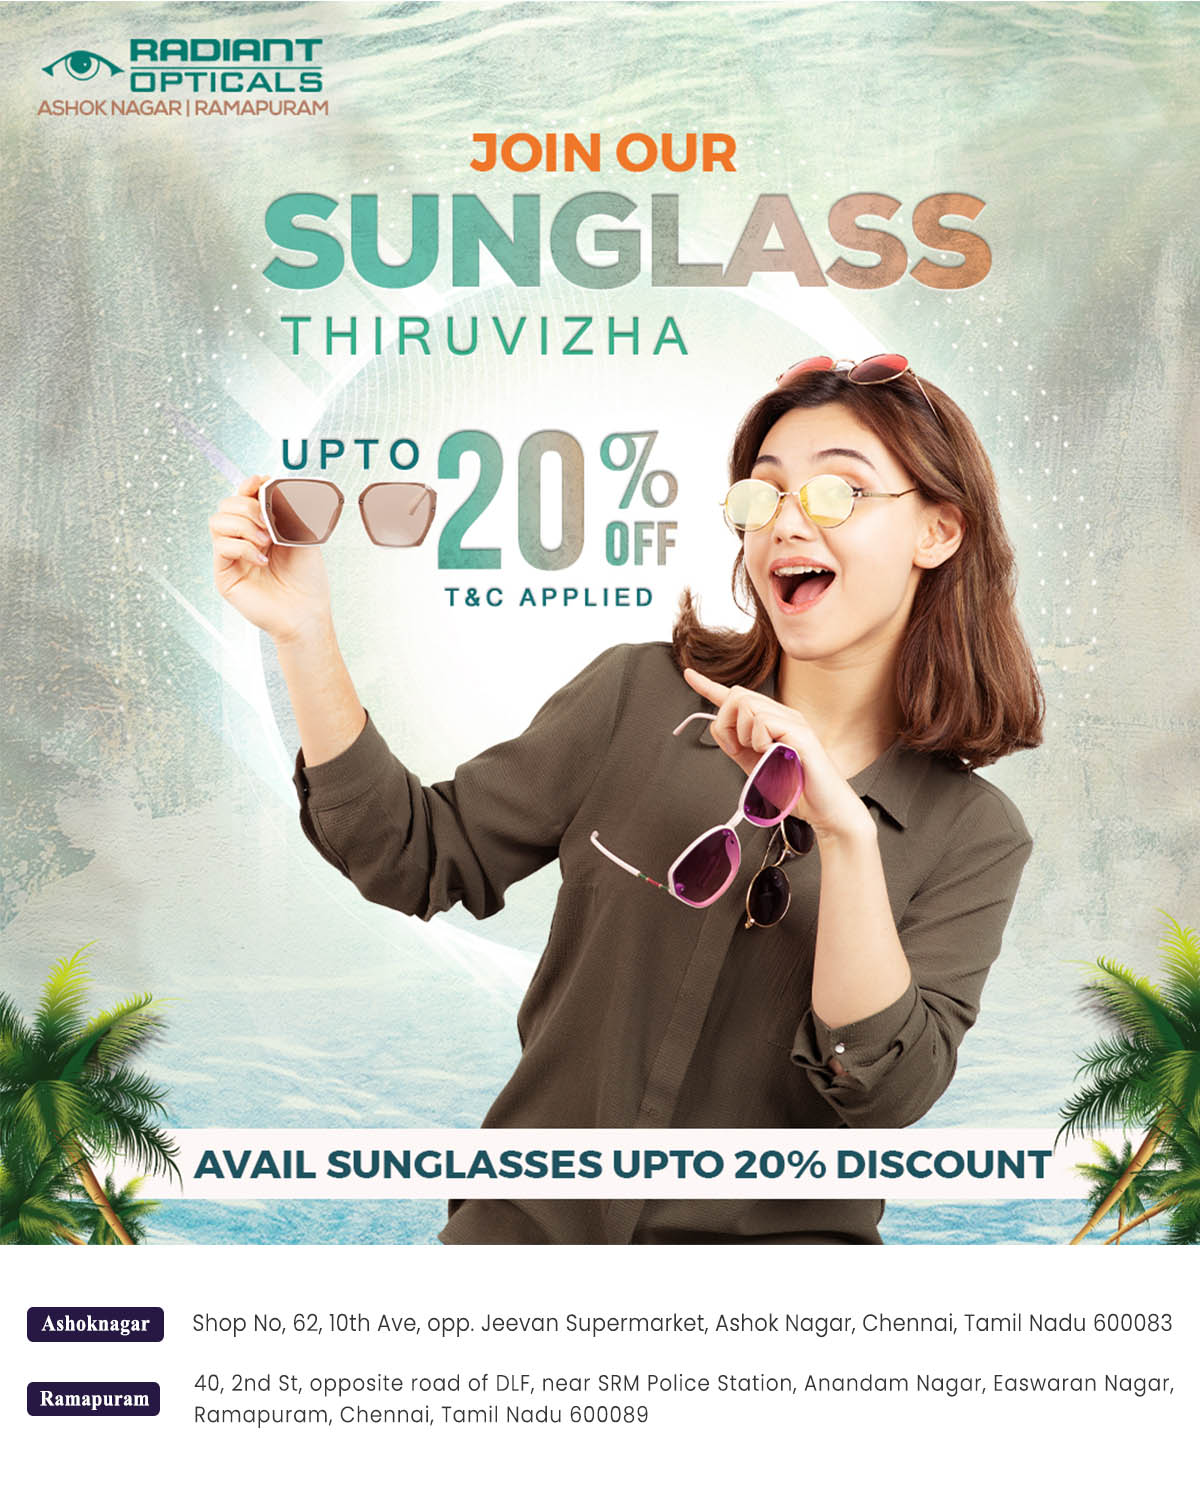 RADIANT
OPTICALS
ASHOK NAGAR | RAMAPURAM
JOIN OUR
SUNGLASS
THIRUVIZHA
UPTO 20% OFF
T&C APPLIED
AVAIL SUNGLASSES UPTO 20% DISCOUNT
Ashoknagar
Shop No, 62, 10th Ave, opp. Jeevan Supermarket, Ashok Nagar, Chennai, Tamil Nadu 600083
Ramapuram
40, 2nd St, opposite road of DLF, near SRM Police Station, Anandam Nagar, Easwaran Nagar,
Ramapuram, Chennai, Tamil Nadu 600089